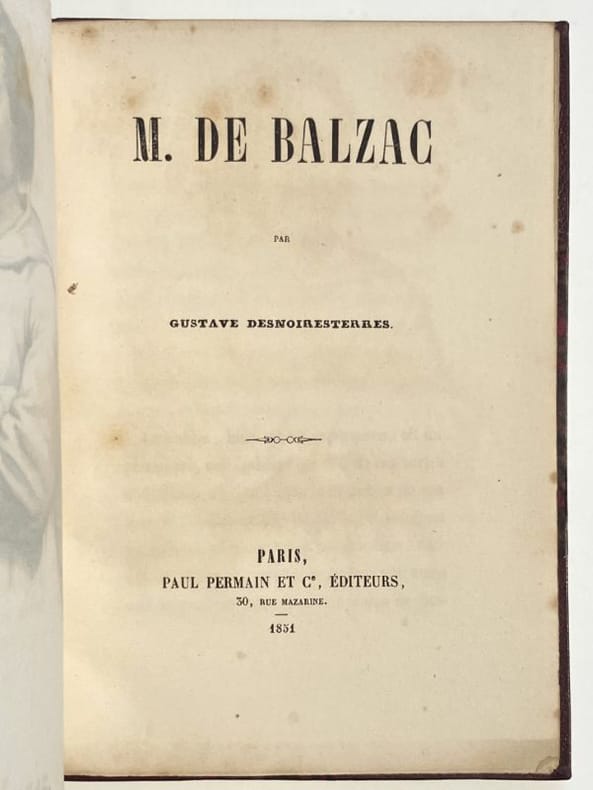 M. DE BALZAC
PAR
GUSTAVE DESNOIRESTERRES.
PARIS,
PAUL PERMAIN ET Cᵉ, ÉDITEURS,
30, RUE MAZARINE.
1851